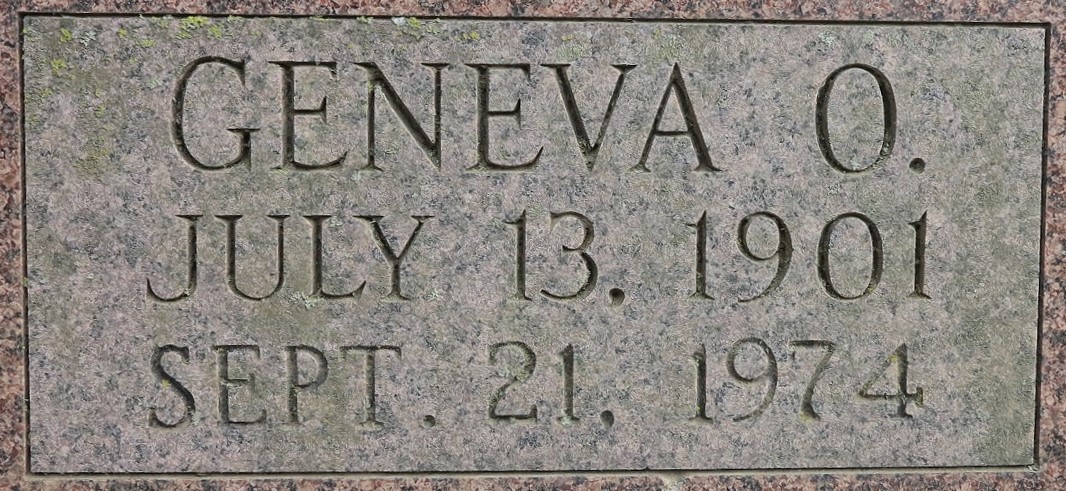 GENEVA O.
JULY 13, 1901
SEPT. 21, 1974